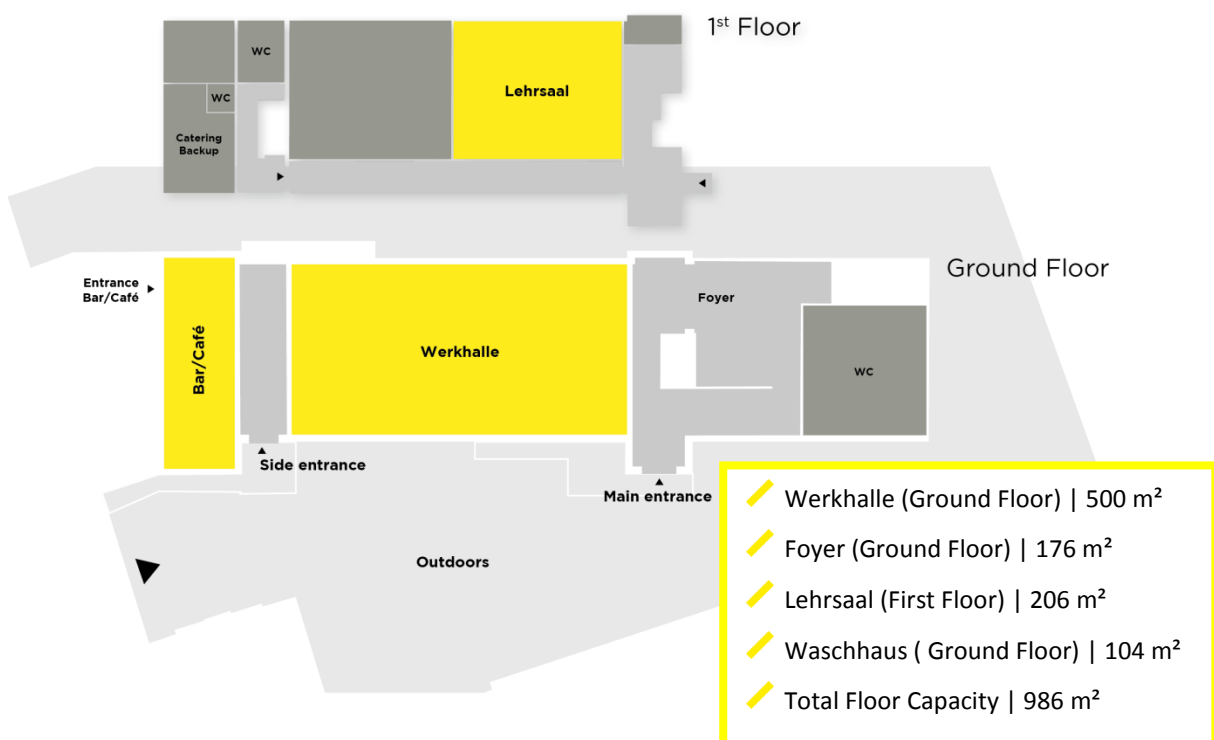 1st Floor
WC
Lehrsaal
WC
Catering
Backup
Ground Floor
Entrance
Bar/Café
Foyer
Bar/Café
Werkhalle
WC
Side entrance
Main entrance
Outdoors
Werkhalle (Ground Floor) | 500 m²
Foyer (Ground Floor) | 176 m²
Lehrsaal (First Floor) | 206 m²
Waschhaus ( Ground Floor) | 104 m²
Total Floor Capacity | 986 m²